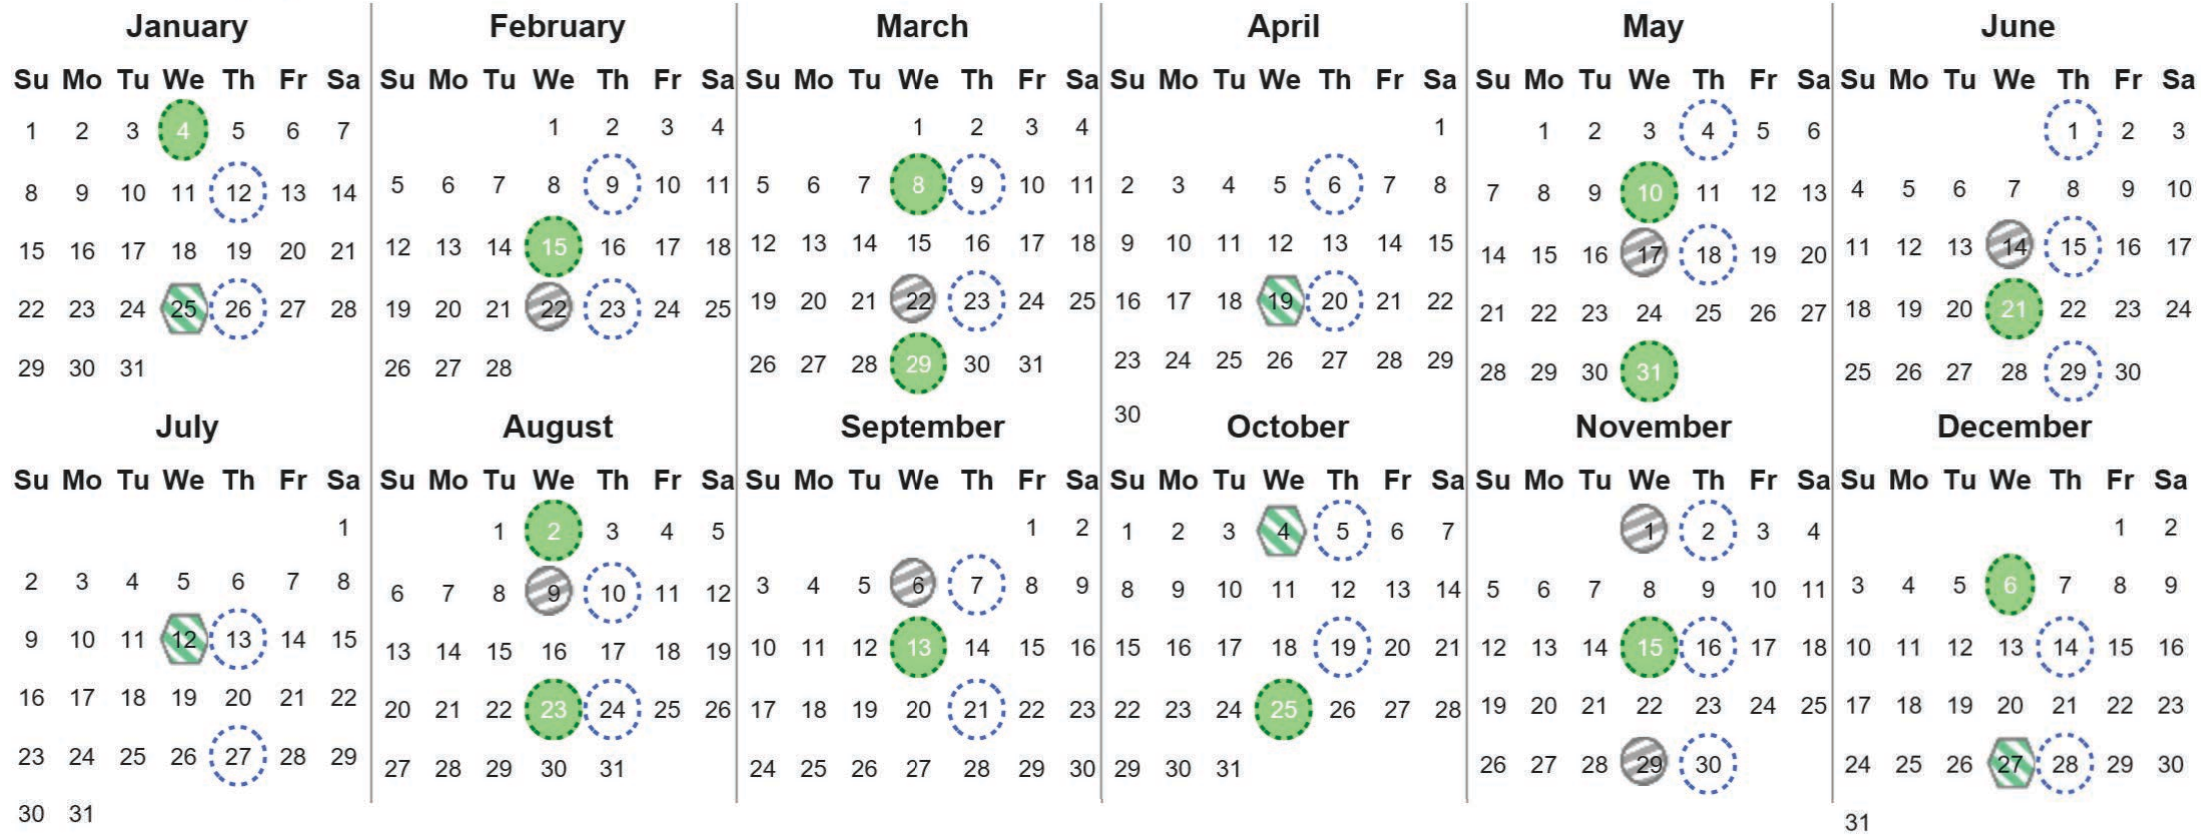 January February March April May June
Su Mo Tu We Th Fr Sa Su Mo Tu We Th Fr Sa Su Mo Tu We Th Fr Sa Su Mo Tu We Th Fr Sa Su Mo Tu We Th Fr Sa Su Mo Tu We Th Fr Sa
1 2 3 4 5 6 7 1 2 3 4 1 2 3 4 1 1 2 3 4 5 6 1 2 3
8 9 10 11 12 13 14 5 6 7 8 9 10 11 5 6 7 8 9 10 11 2 3 4 5 6 7 8 7 8 9 10 11 12 13 4 5 6 7 8 9 10
15 16 17 18 19 20 21 12 13 14 15 16 17 18 12 13 14 15 16 17 18 9 10 11 12 13 14 15 14 15 16 17 18 19 20 11 12 13 14 15 16 17
22 23 24 25 26 27 28 19 20 21 22 23 24 25 19 20 21 22 23 24 25 16 17 18 19 20 21 22 21 22 23 24 25 26 27 18 19 20 21 22 23 24
29 30 31 26 27 28 26 27 28 29 30 31 23 24 25 26 27 28 29 28 29 30 31 25 26 27 28 29 30
30
July August September October November December
Su Mo Tu We Th Fr Sa Su Mo Tu We Th Fr Sa Su Mo Tu We Th Fr Sa Su Mo Tu We Th Fr Sa Su Mo Tu We Th Fr Sa Su Mo Tu We Th Fr Sa
1 1 2 3 4 5 1 2 1 2 3 4 5 6 7 1 2 3 4 1 2
2 3 4 5 6 7 8 6 7 8 9 10 11 12 3 4 5 6 7 8 9 8 9 10 11 12 13 14 5 6 7 8 9 10 11 3 4 5 6 7 8 9
9 10 11 12 13 14 15 13 14 15 16 17 18 19 10 11 12 13 14 15 16 15 16 17 18 19 20 21 12 13 14 15 16 17 18 10 11 12 13 14 15 16
16 17 18 19 20 21 22 20 21 22 23 24 25 26 17 18 19 20 21 22 23 22 23 24 25 26 27 28 19 20 21 22 23 24 25 17 18 19 20 21 22 23
23 24 25 26 27 28 29 27 28 29 30 31 24 25 26 27 28 29 30 29 30 31 26 27 28 29 30 24 25 26 27 28 29 30
30 31 31